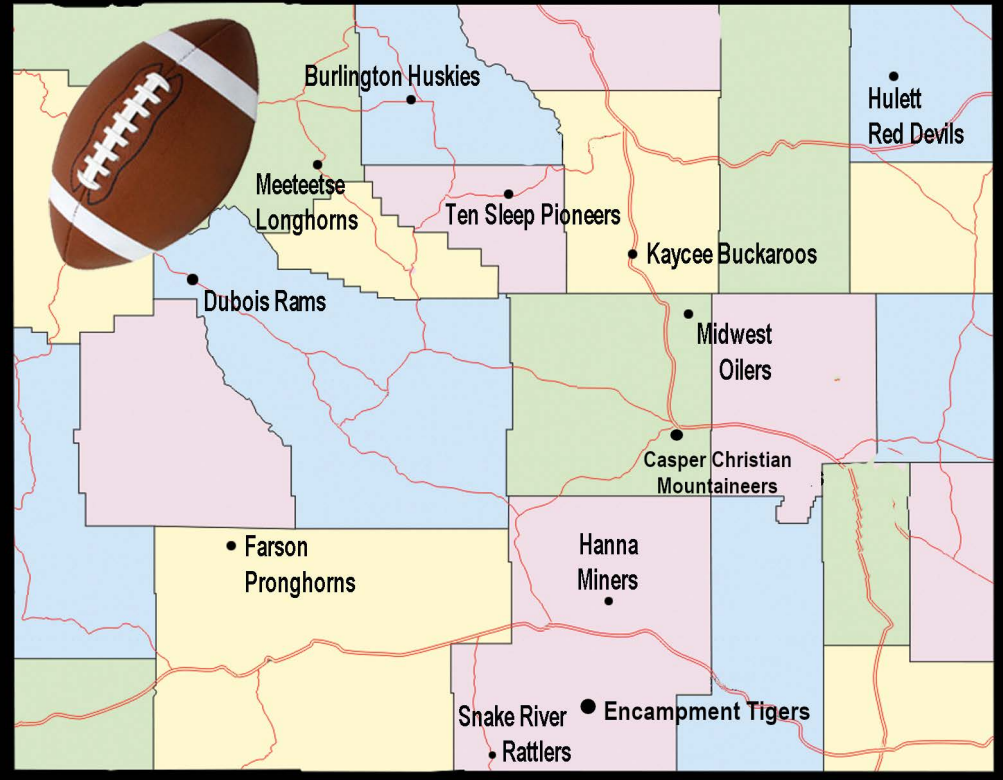 Burlington Huskies
Hulett
Red Devils
Meeteetse
Longhorns
Ten Sleep Pioneers
Kaycee Buckaroos
Dubois Rams
Midwest
Oilers
Casper Christian
Mountaineers
Farson
Pronghorns
Hanna
Miners
Snake River
Rattlers
Encampment Tigers